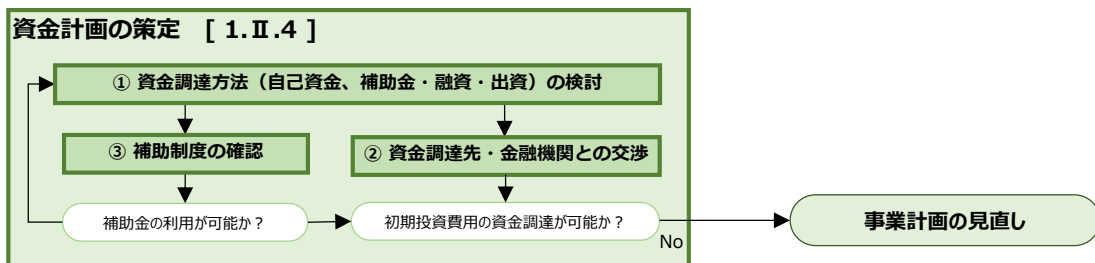 資金計画の策定 [ 1.Ⅱ.4 ]
① 資金調達方法（自己資金、補助金・融資・出資）の検討
③ 補助制度の確認
② 資金調達先・金融機関との交渉
補助金の利用が可能か？
初期投資費用の資金調達が可能か？
No
事業計画の見直し